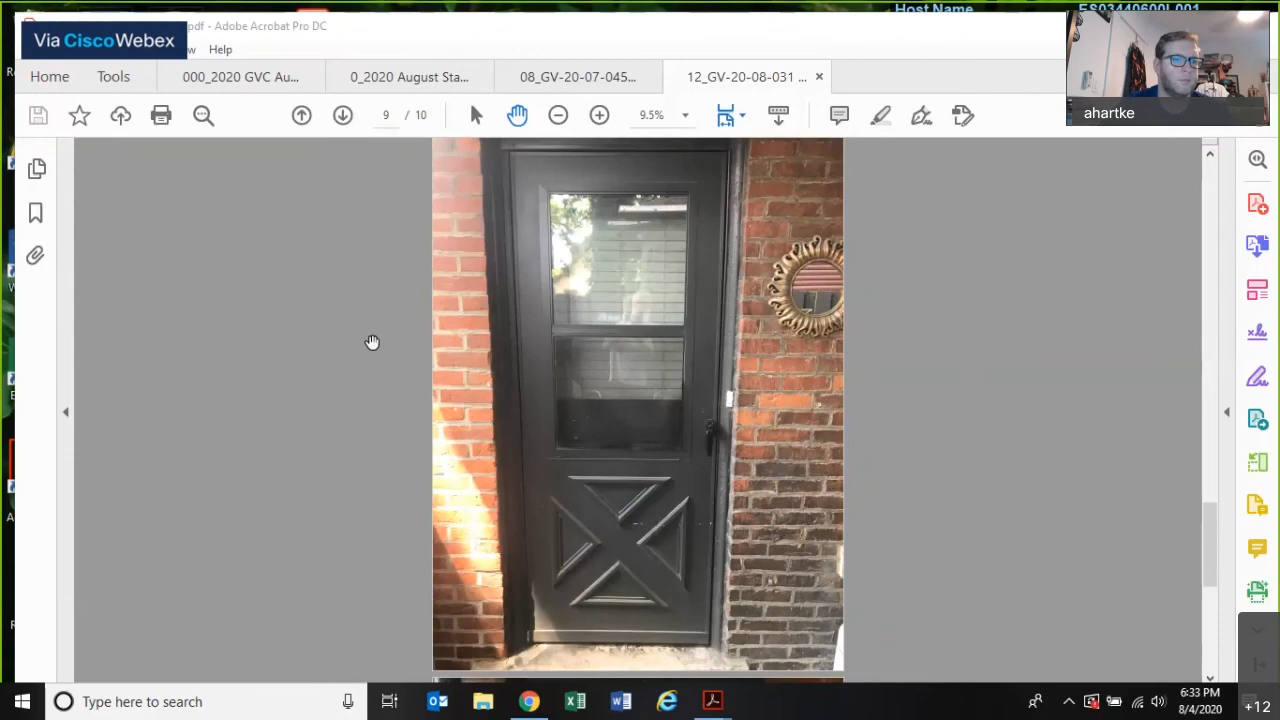 Host Name
ES03440600L001
.pdf - Adobe Acrobat Pro DC
Via Cisco Webex
w
Help
Home
Tools
000_2020 GVC Au...
0_2020 August Sta...
08_GV-20-07-045...
12_GV-20-08-031 ...
ahartke
9 / 10
9.5%
Type here to search
6:33 PM
8/4/2020
+12